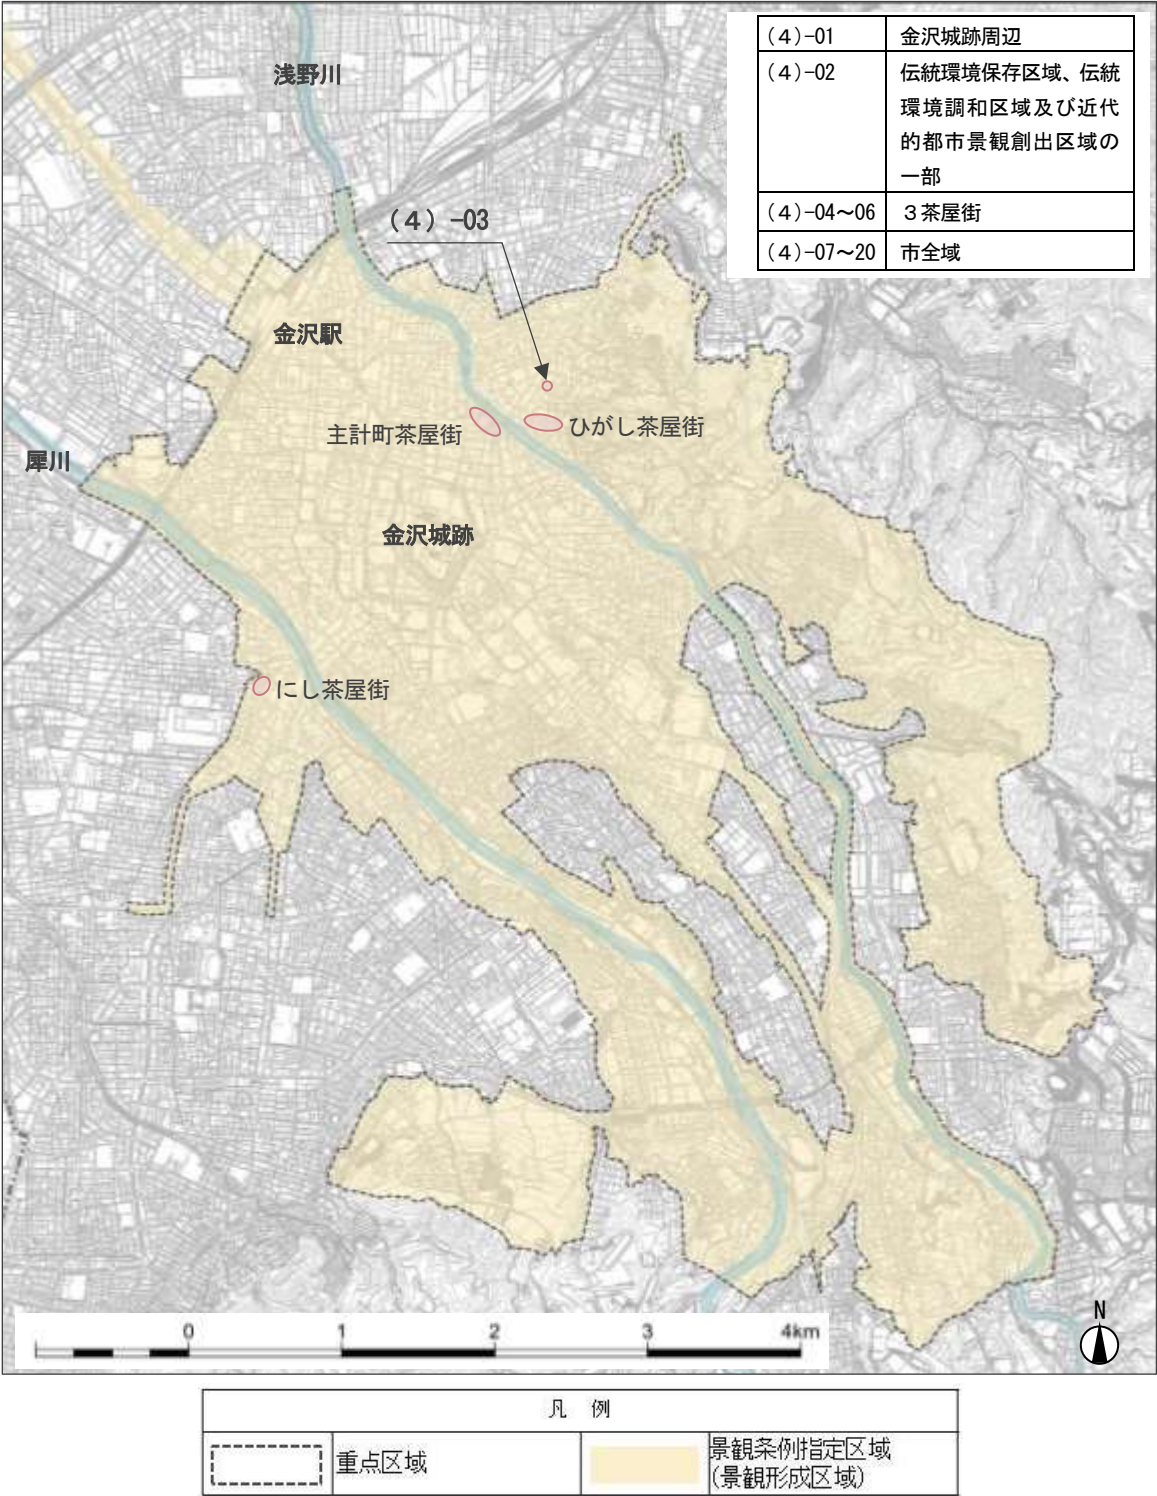 (4)-01 金沢城跡周辺
(4)-02 伝統環境保存区域、伝統
環境調和区域及び近代
的都市景観創出区域の
一部
(4)-04～06 3茶屋街
(4)-07～20 市全域
浅野川
(4)-03
金沢駅
主計町茶屋街
ひがし茶屋街
犀川
金沢城跡
にし茶屋街
N
0 1 2 3 4km
凡 例
重点区域
景観条例指定区域
(景観形成区域)